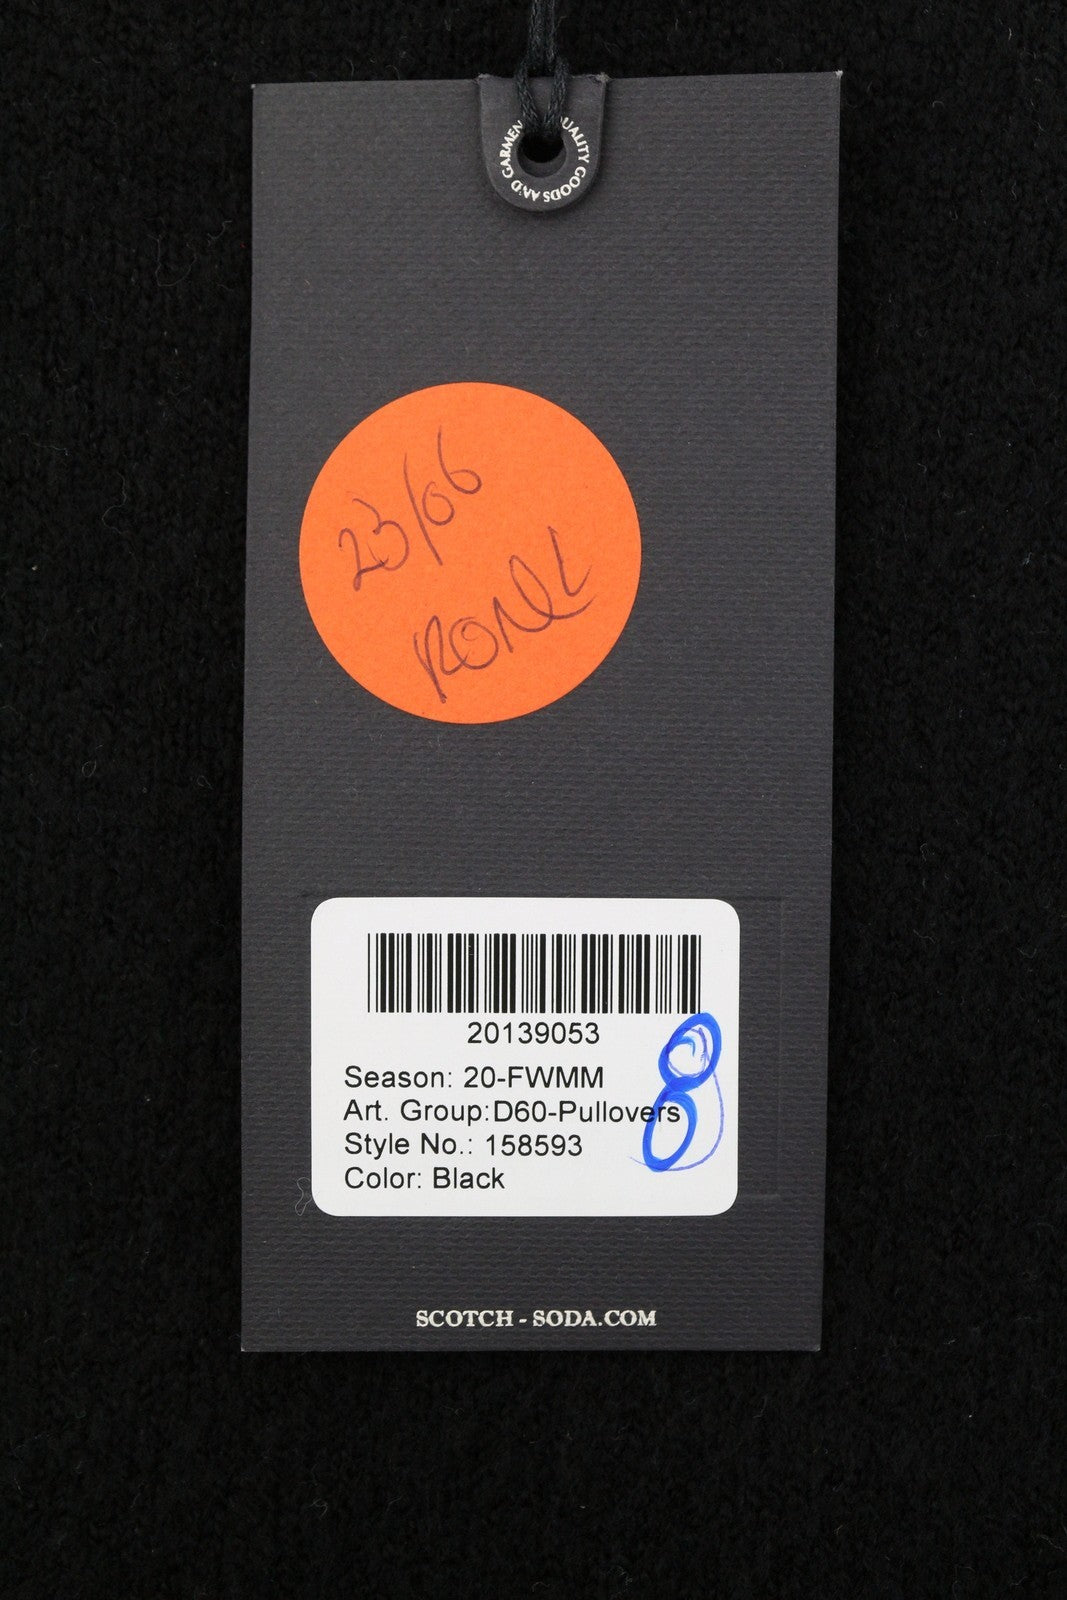 QUALITY GOODS AND GARMEN
23/06
20139053
Season: 20-FWMM
Art. Group:D60-Pullovers
Style No.: 158593
Color: Black
8
SCOTCH - SODA.COM